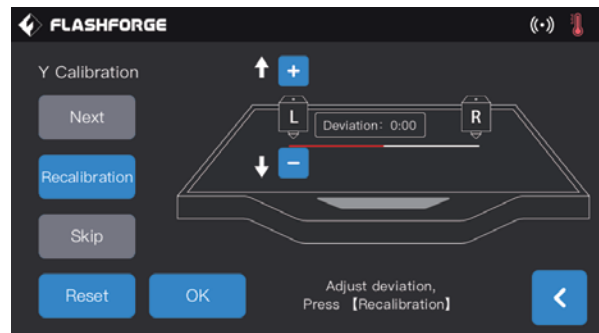 FLASHFORGE
Y Calibration
+
Next
L
Deviation: 0:00
R
Recalibration
−
Skip
Reset
OK
Adjust deviation,
Press 【Recalibration】